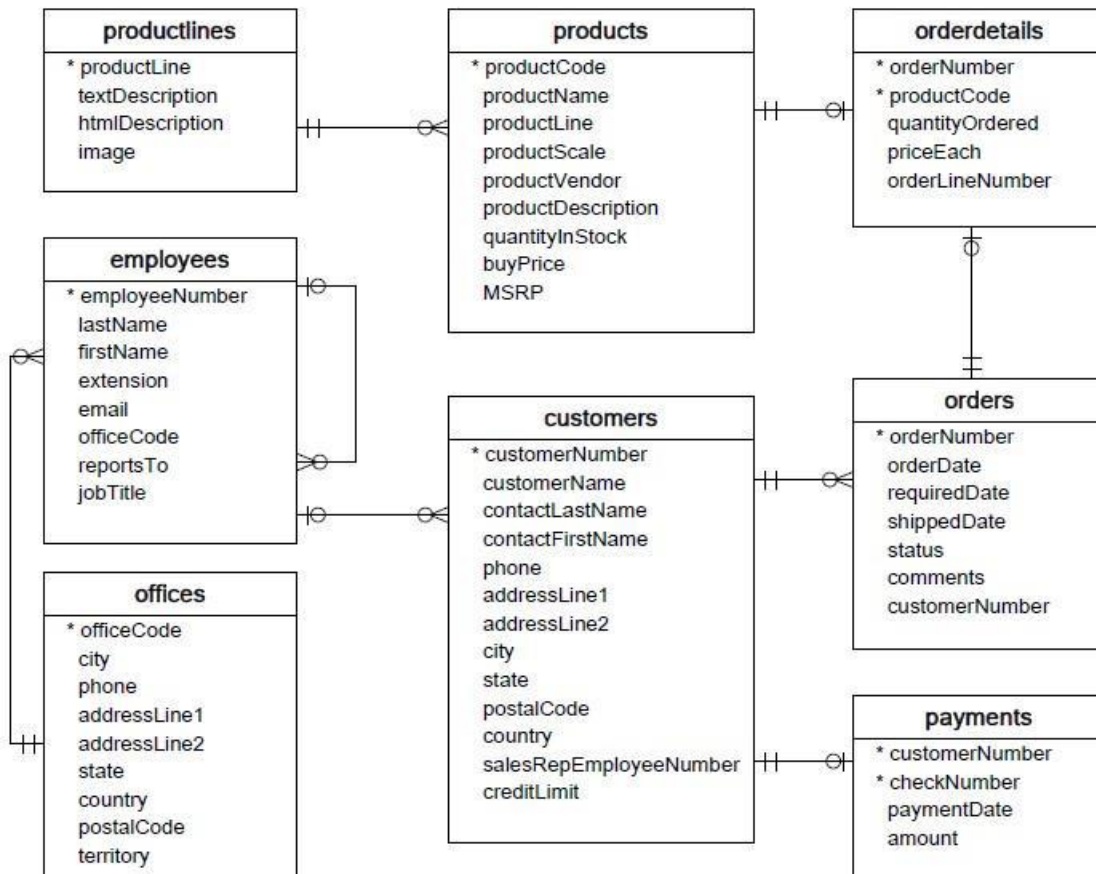 productlines
* productLine
textDescription
htmlDescription
image
products
* productCode
productName
productLine
productScale
productVendor
productDescription
quantityInStock
buyPrice
MSRP
orderdetails
* orderNumber
* productCode
quantityOrdered
priceEach
orderLineNumber
employees
* employeeNumber
lastName
firstName
extension
email
officeCode
reportsTo
jobTitle
customers
* customerNumber
customerName
contactLastName
contactFirstName
phone
addressLine1
addressLine2
city
state
postalCode
country
salesRepEmployeeNumber
creditLimit
orders
* orderNumber
orderDate
requiredDate
shippedDate
status
comments
customerNumber
offices
* officeCode
city
phone
addressLine1
addressLine2
state
country
postalCode
territory
payments
* customerNumber
* checkNumber
paymentDate
amount